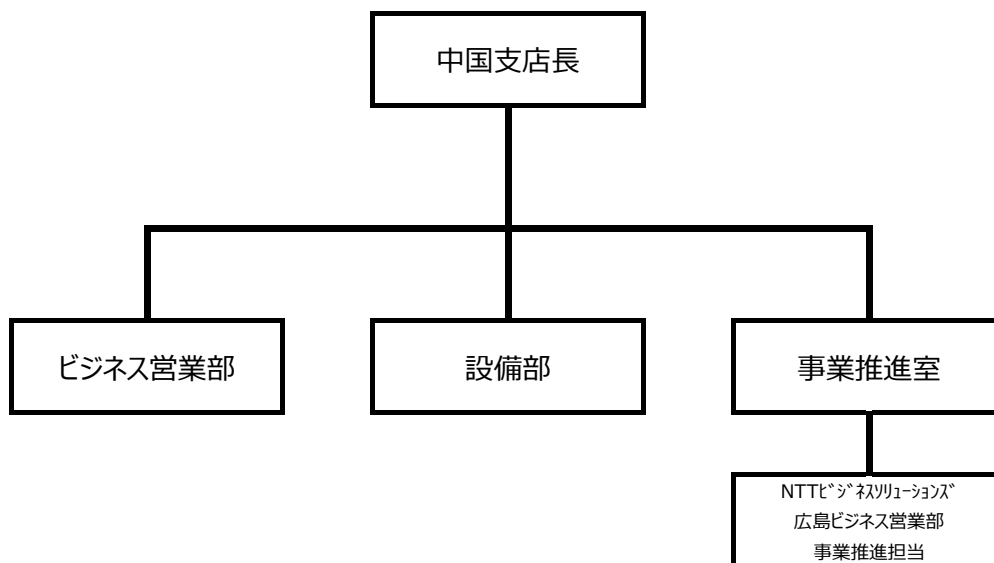 中国支店長
ビジネス営業部
設備部
事業推進室
NTTﾋﾞｼﾞﾈｽｿﾘｭｰｼｮﾝｽﾞ
広島ビジネス営業部
事業推進担当